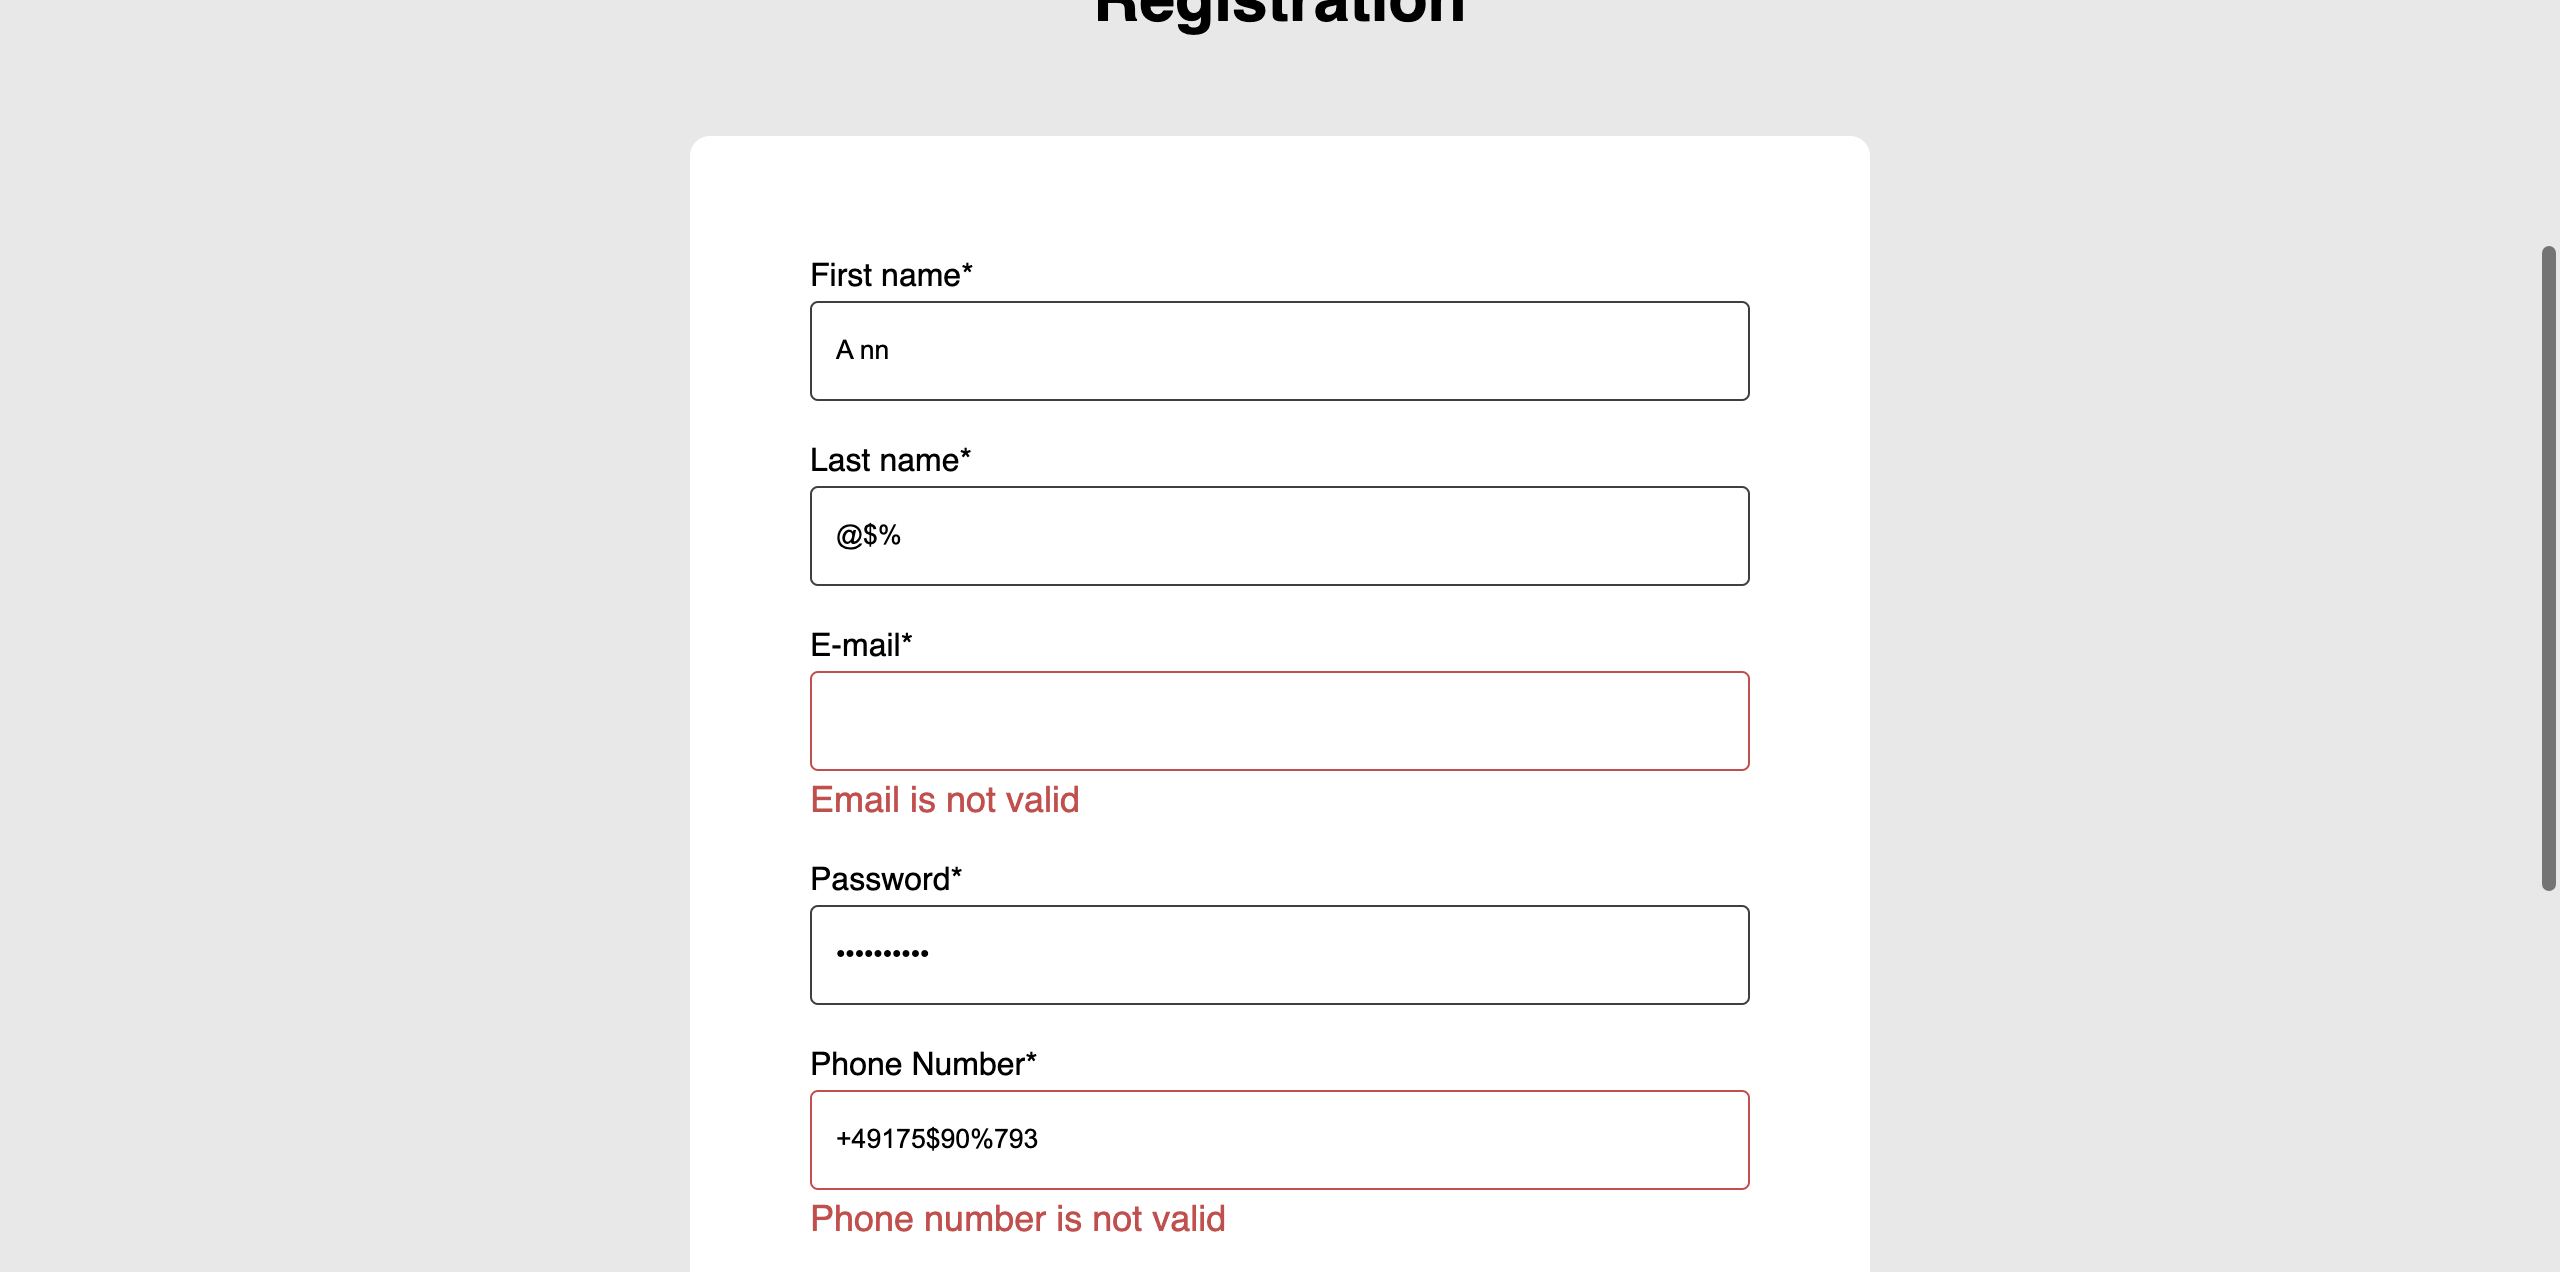 Registration
First name*
A nn
Last name*
@$%
E-mail*
Email is not valid
Password*
••••••••••
Phone Number*
+49175$90%793
Phone number is not valid